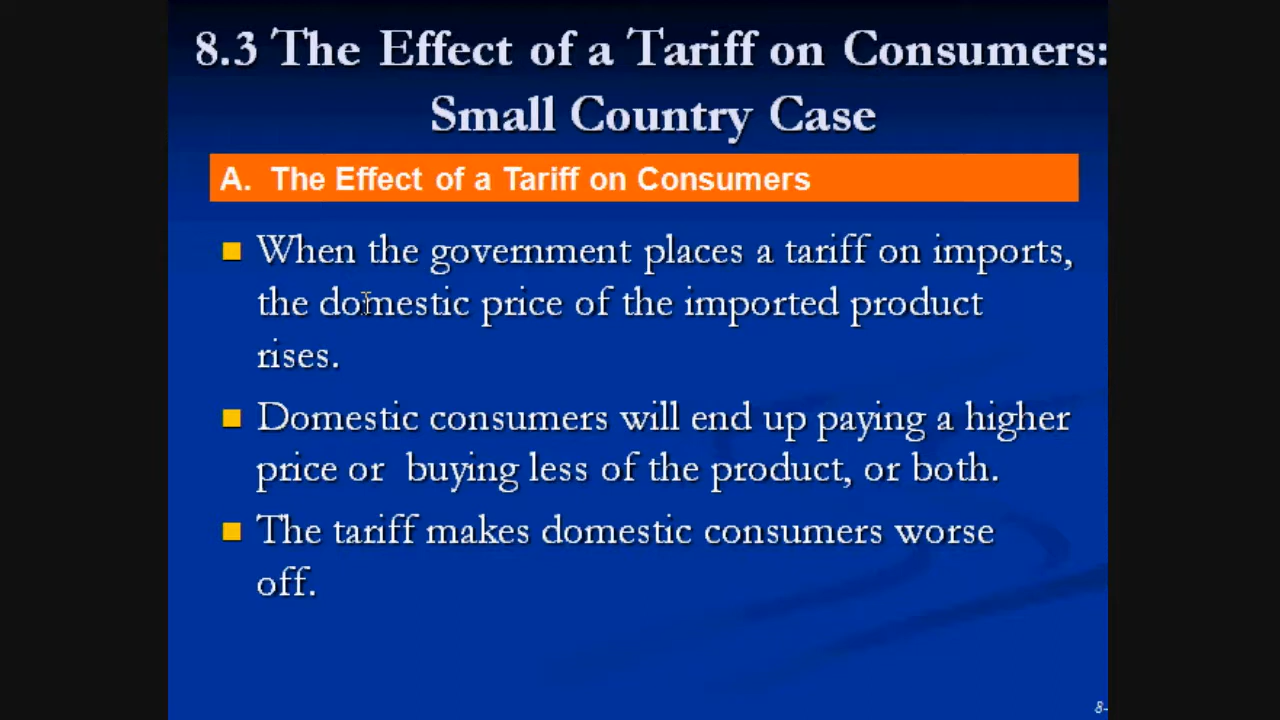 8.3 The Effect of a Tariff on Consumers:
Small Country Case
A. The Effect of a Tariff on Consumers
When the government places a tariff on imports,
the domestic price of the imported product
rises.
Domestic consumers will end up paying a higher
price or buying less of the product, or both.
The tariff makes domestic consumers worse
off.
8-